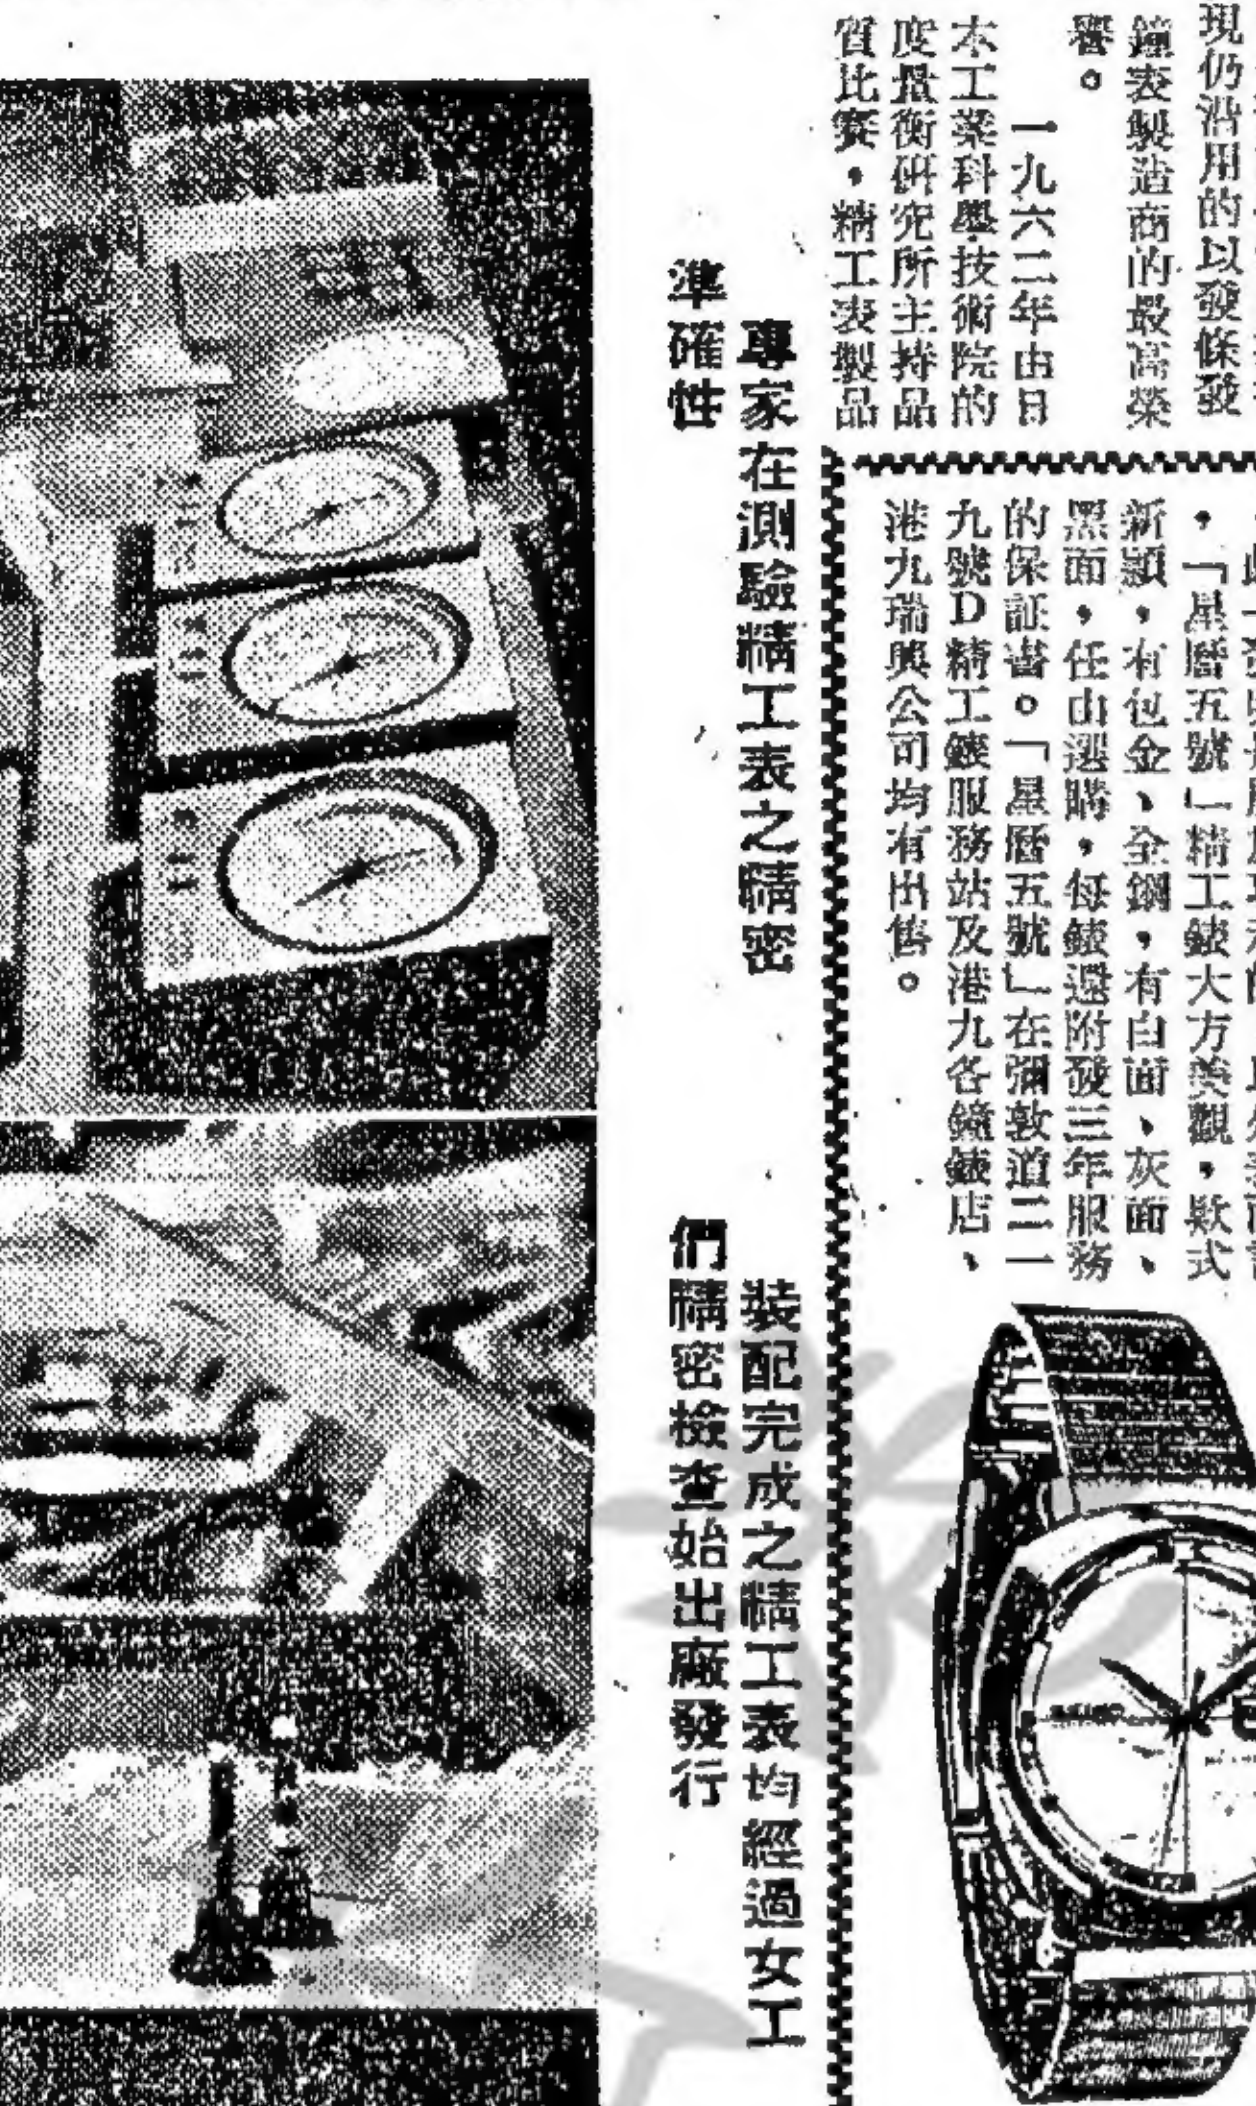 現仍沿用的以發條發
鐘表製造商的最高榮
譽。
一九六二年由日
本工業科學技術院的
度量衡研究所主持品
質比賽，精工表製品
，「星曆五號」精工錶大方美觀，欵式
新穎，有包金、全鋼，有白面、灰面、
黑面，任由選購，每錶還附發三年服務
的保証書。「星曆五號」在彌敦道二一
九號D精工錶服務站及港九各鐘錶店、
港九瑞興公司均有出售。
專家在測驗精工表之精密
準確性
裝配完成之精工表均經過女工
們精密檢查始出廠發行
SEIKO